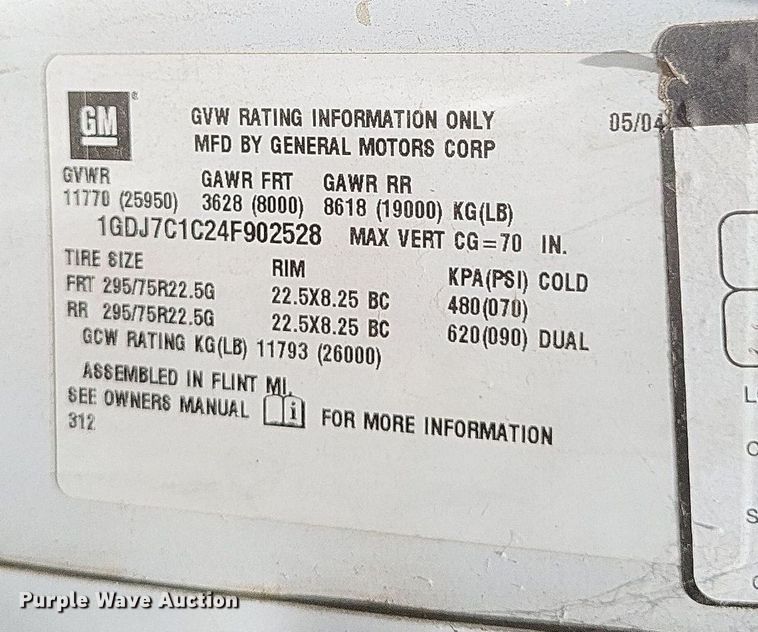 GM®
GVW RATING INFORMATION ONLY 05/04
MFD BY GENERAL MOTORS CORP
GVWR GAWR FRT GAWR RR
11770 (25950) 3628 (8000) 8618 (19000) KG(LB)
1GDJ7C1C24F902528 MAX VERT CG=70 IN.
TIRE SIZE RIM KPA(PSI) COLD
FRT 295/75R22.5G 22.5X8.25 BC 480(070)
RR 295/75R22.5G 22.5X8.25 BC 620(090) DUAL
GCW RATING KG(LB) 11793 (26000)
ASSEMBLED IN FLINT MI.
SEE OWNERS MANUAL i FOR MORE INFORMATION
312
Purple Wave Auction